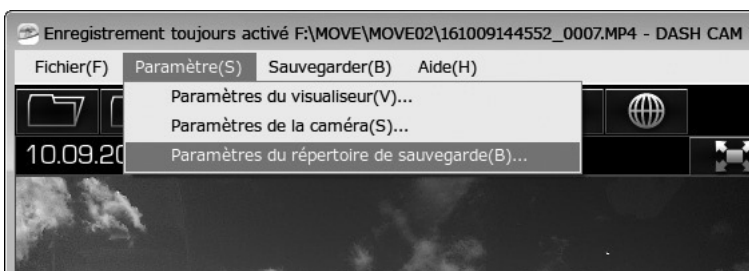 Enregistrement toujours activé F:\MOVE\MOVE02\161009144552_0007.MP4 - DASH CAM
Fichier(F) Paramètre(S) Sauvegarder(B) Aide(H)
Paramètres du visualiseur(V)...
Paramètres de la caméra(S)...
10.09.20
Paramètres du répertoire de sauvegarde(B)...